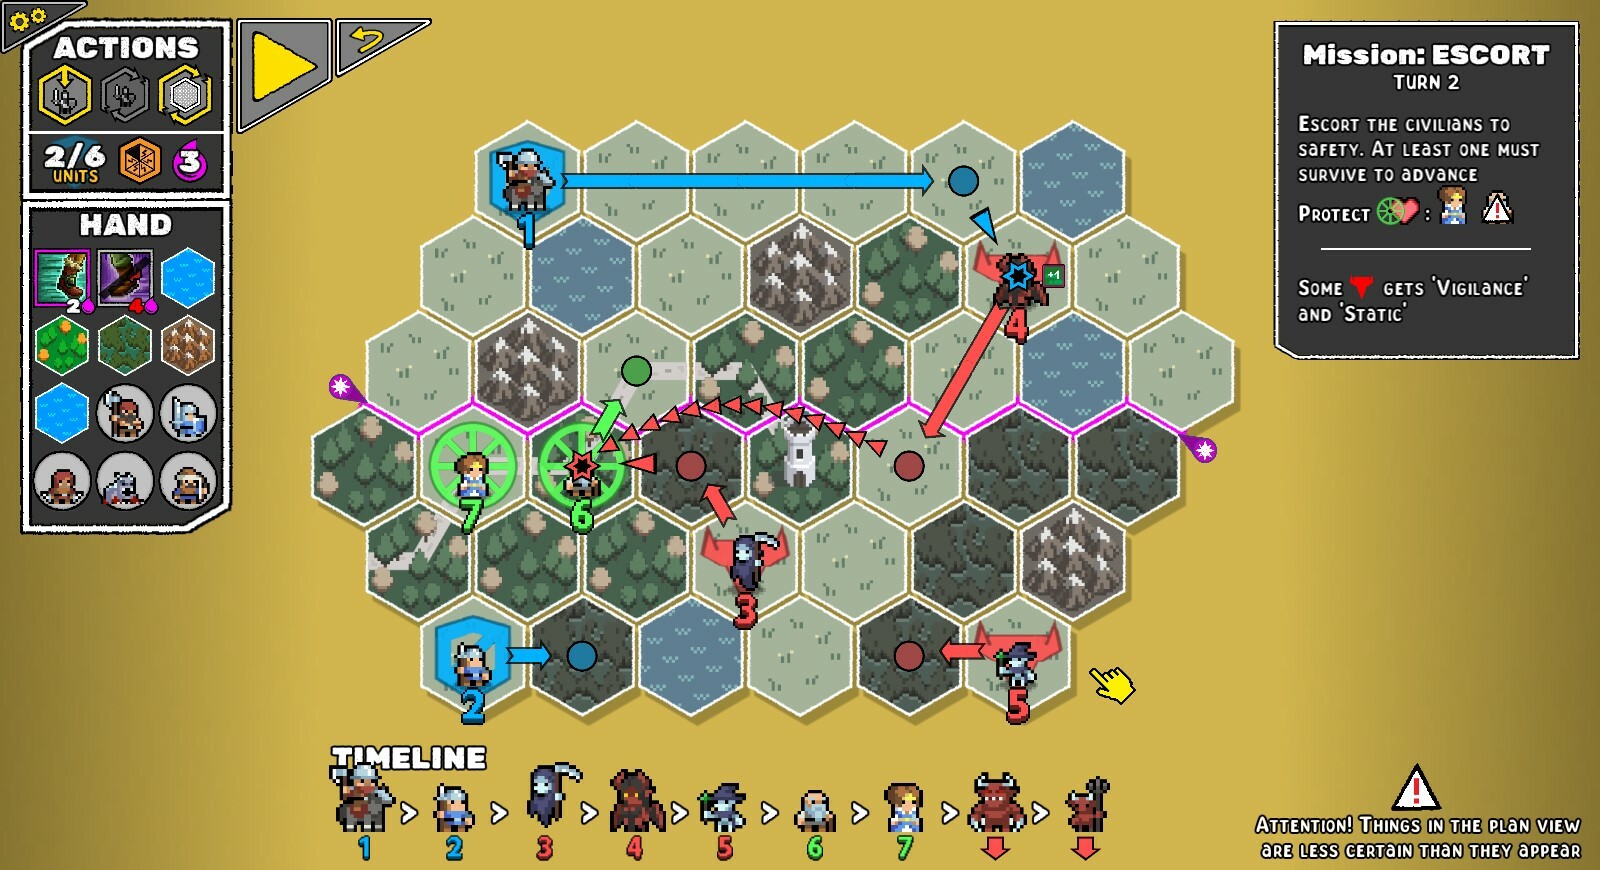 ACTIONS
2/6
UNITS
3
HAND
2
4
Mission: ESCORT
TURN 2
ESCORT THE CIVILIANS TO
SAFETY. AT LEAST ONE MUST
SURVIVE TO ADVANCE
PROTECT :
SOME GETS 'VIGILANCE'
AND 'STATIC'
1
+1
4
7
6
3
2
5
TIMELINE
> > > > > > > >
1 2 3 4 5 6 7
!
ATTENTION! THINGS IN THE PLAN VIEW
ARE LESS CERTAIN THAN THEY APPEAR